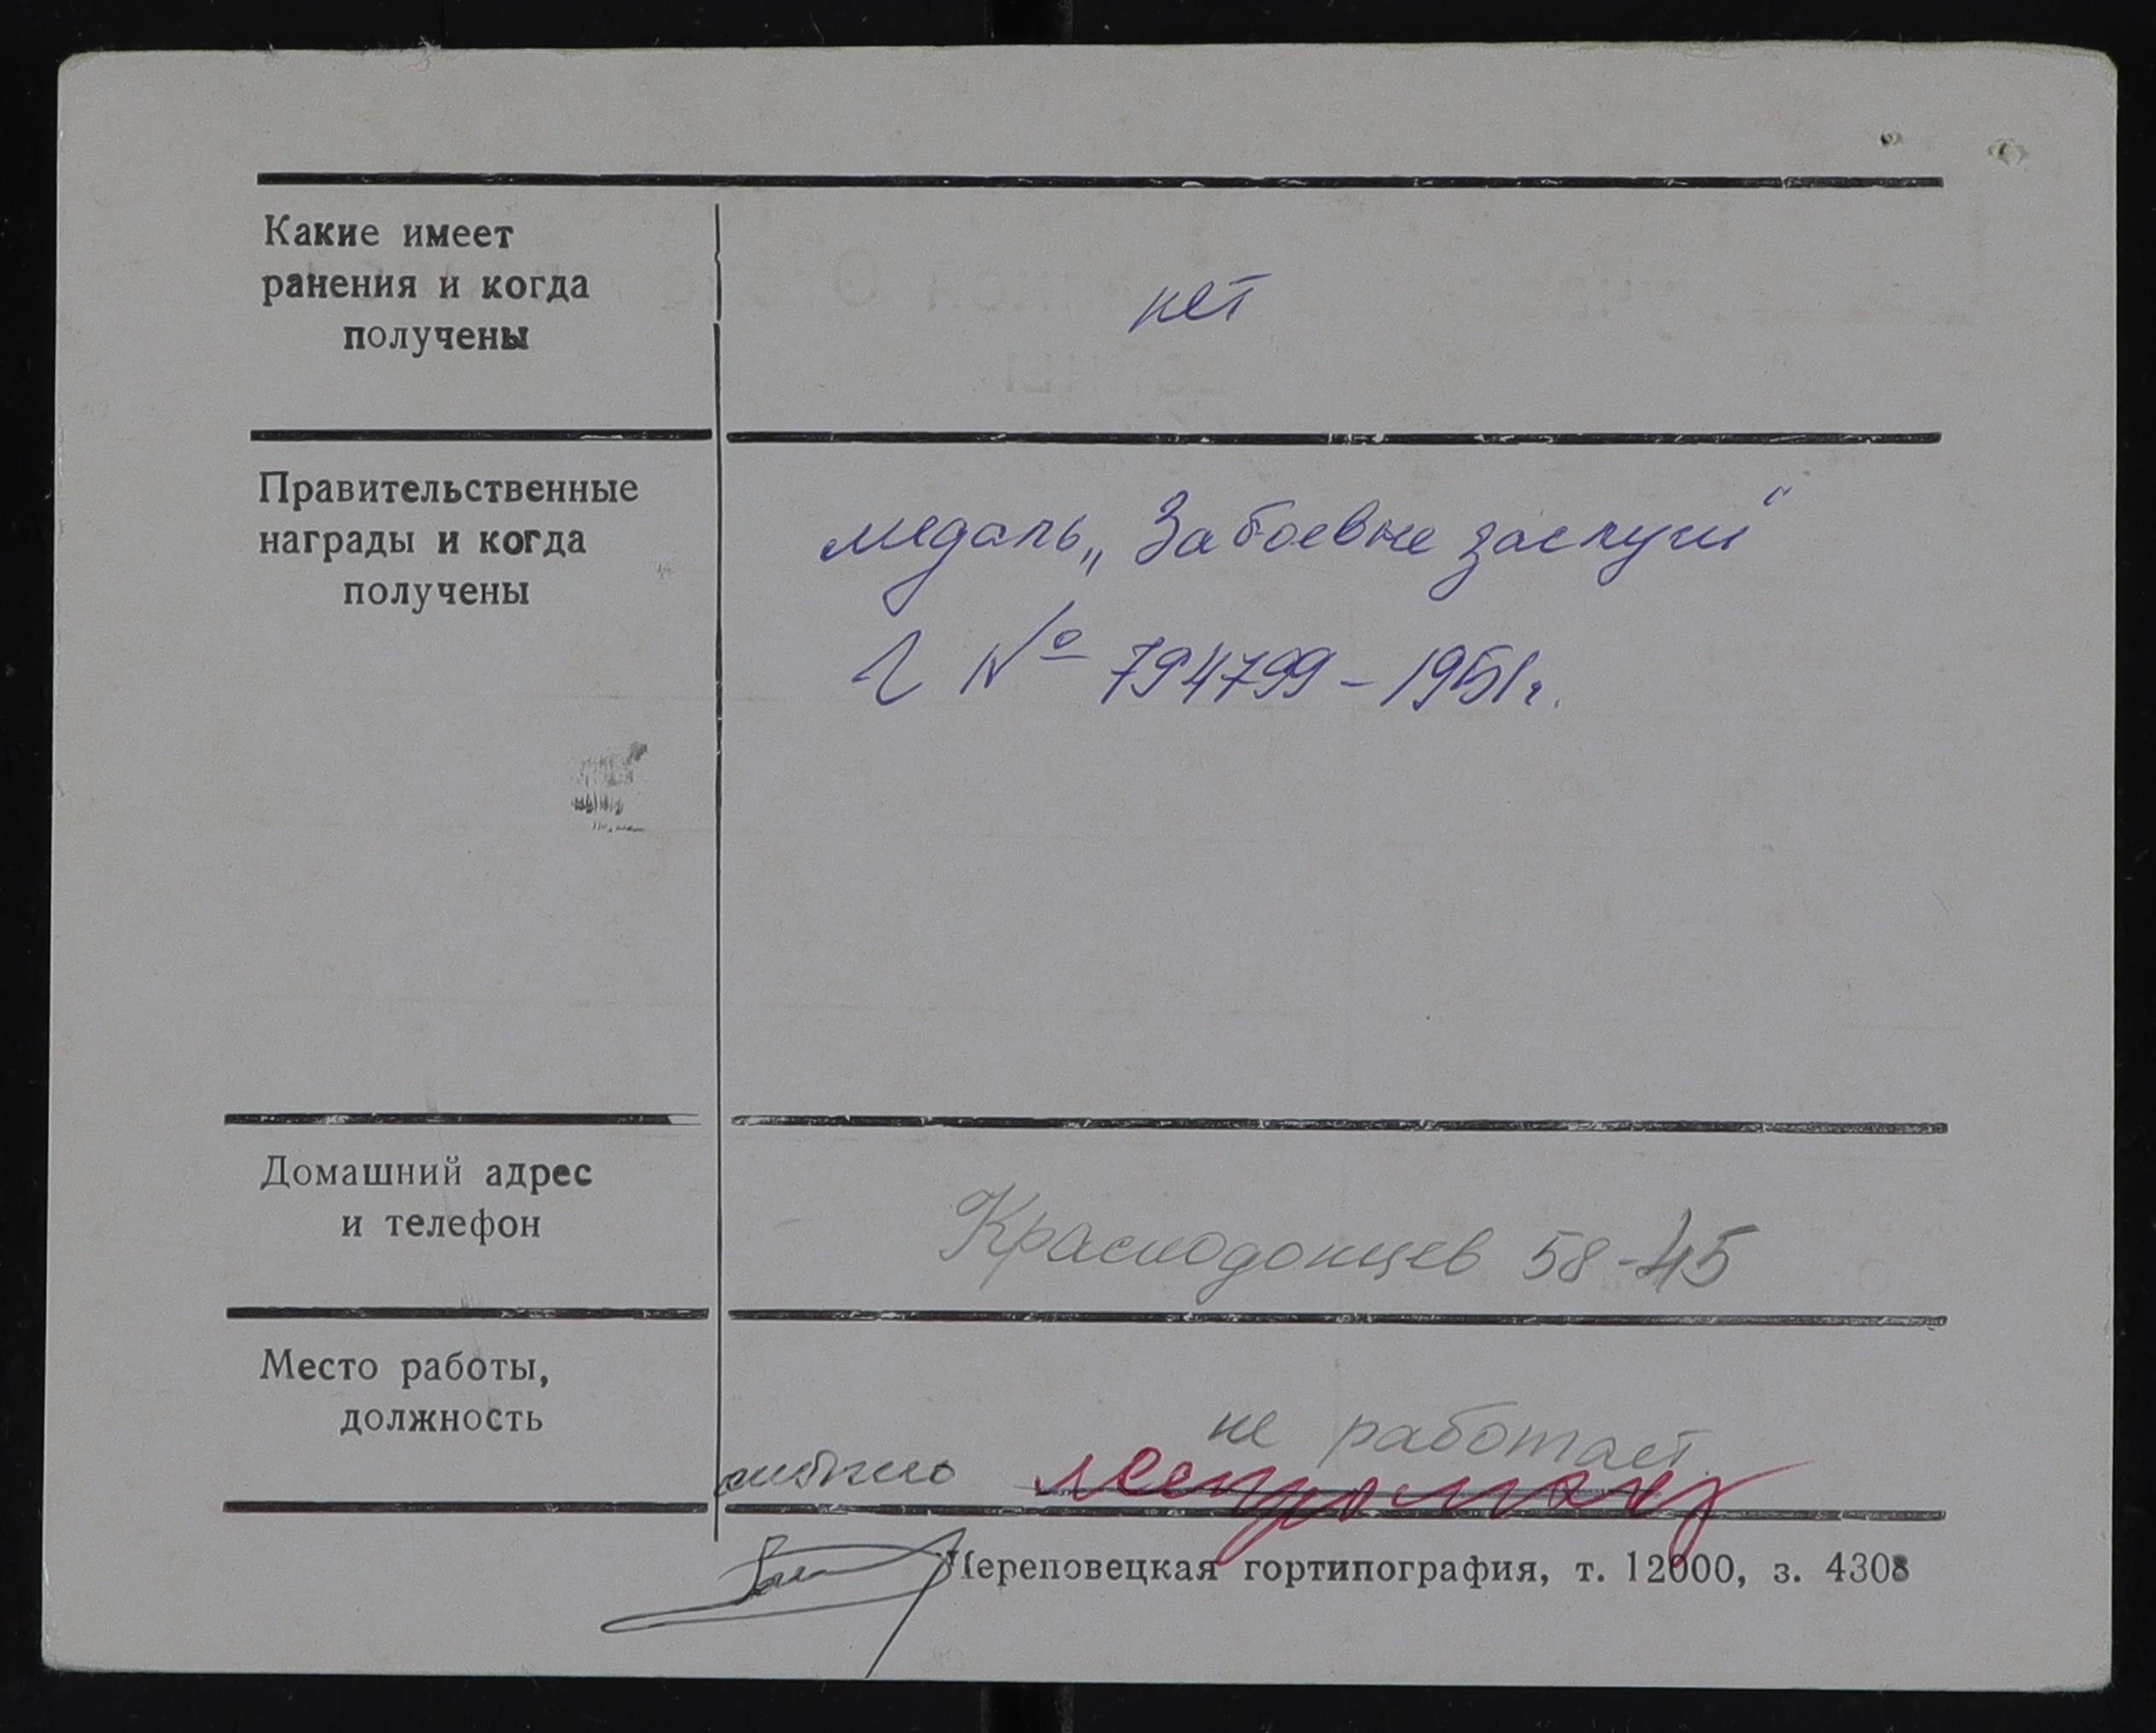 Какие имеет
ранения и когда
получены
нет
Правительственные
награды и когда
получены
медаль „За боевые заслуги"
Г № 794799 – 1951 г.
Домашний адрес
и телефон
Краснодонцев 58-45
Место работы,
должность
не работает.
Череповецкая гортипография, т. 12000, з. 4308